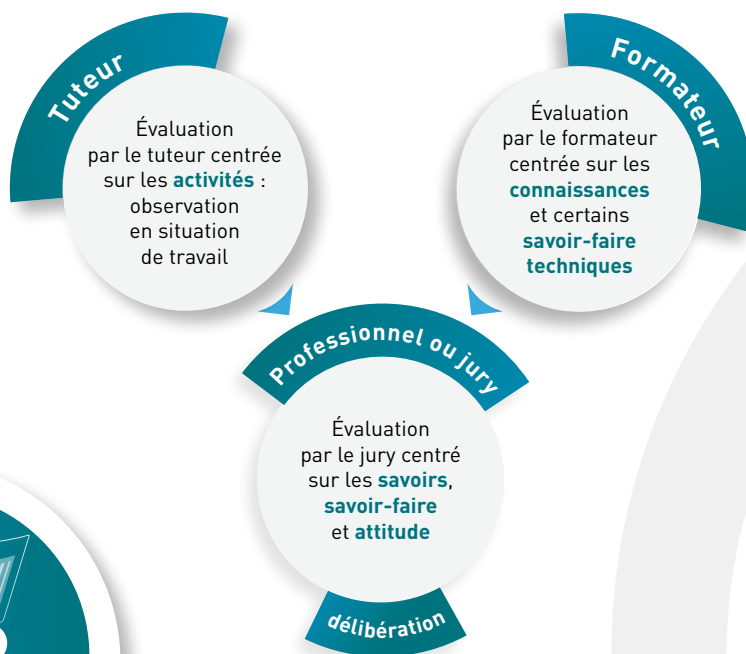 Tuteur
Évaluation
par le tuteur centrée
sur les activités :
observation
en situation
de travail
Formateur
Évaluation
par le formateur
centrée sur les
connaissances
et certains
savoir-faire
techniques
Professionnel ou jury
Évaluation
par le jury centré
sur les savoirs,
savoir-faire
et attitude
délibération